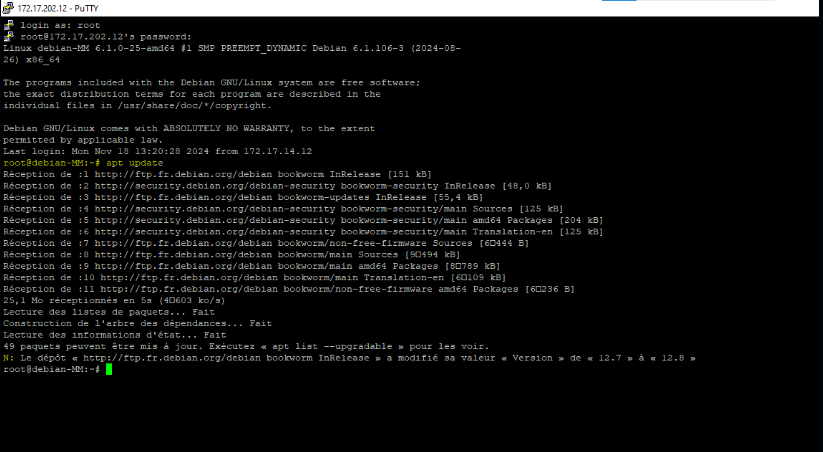 172.17.202.12 - PuTTY
login as: root
root@172.17.202.12's password:
Linux debian-MM 6.1.0-25-amd64 #1 SMP PREEMPT_DYNAMIC Debian 6.1.106-3 (2024-08-
26) x86_64
The programs included with the Debian GNU/Linux system are free software;
the exact distribution terms for each program are described in the
individual files in /usr/share/doc/*/copyright.
Debian GNU/Linux comes with ABSOLUTELY NO WARRANTY, to the extent
permitted by applicable law.
Last login: Mon Nov 18 13:20:28 2024 from 172.17.14.12
root@debian-MM:~# apt update
Réception de :1 http://ftp.fr.debian.org/debian bookworm InRelease [151 kB]
Réception de :2 http://security.debian.org/debian-security bookworm-security InRelease [48,0 kB]
Réception de :3 http://ftp.fr.debian.org/debian bookworm-updates InRelease [55,4 kB]
Réception de :4 http://security.debian.org/debian-security bookworm-security/main Sources [125 kB]
Réception de :5 http://security.debian.org/debian-security bookworm-security/main amd64 Packages [204 kB]
Réception de :6 http://security.debian.org/debian-security bookworm-security/main Translation-en [125 kB]
Réception de :7 http://ftp.fr.debian.org/debian bookworm/non-free-firmware Sources [6□444 B]
Réception de :8 http://ftp.fr.debian.org/debian bookworm/main Sources [9□494 kB]
Réception de :9 http://ftp.fr.debian.org/debian bookworm/main amd64 Packages [8□789 kB]
Réception de :10 http://ftp.fr.debian.org/debian bookworm/main Translation-en [6□109 kB]
Réception de :11 http://ftp.fr.debian.org/debian bookworm/non-free-firmware amd64 Packages [6□236 B]
25,1 Mo réceptionnés en 5s (4□603 ko/s)
Lecture des listes de paquets... Fait
Construction de l'arbre des dépendances... Fait
Lecture des informations d'état... Fait
49 paquets peuvent être mis à jour. Exécutez « apt list --upgradable » pour les voir.
N: Le dépôt « http://ftp.fr.debian.org/debian bookworm InRelease » a modifié sa valeur « Version » de « 12.7 » à « 12.8 »
root@debian-MM:~#